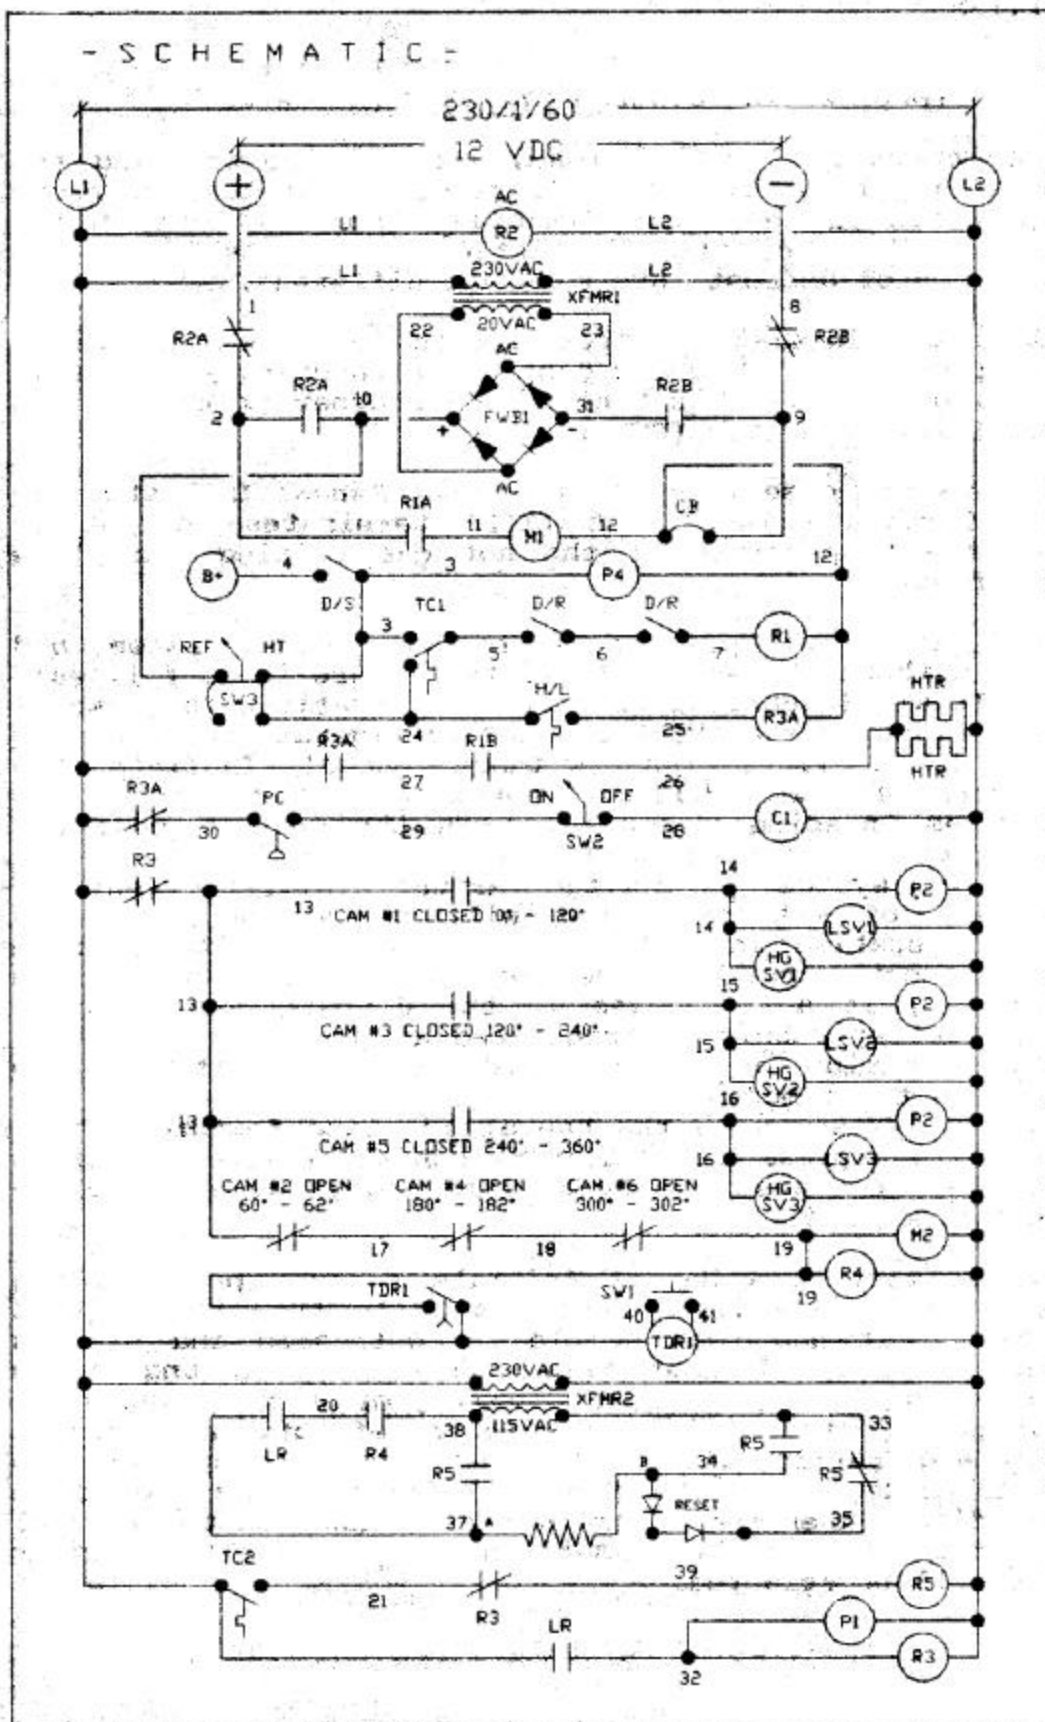 - SCHEMATIC -
230/1/60
12 VDC
L1
+
-
L2
AC
L1
R2
L2
L1
230VAC
L2
XFMR1
1
22
20VAC
23
8
R2A
R2B
AC
R2A
10
31
R2B
2
+
FWB1
-
9
AC
R1A
CB
11
M1
12
12
B+
4
3
P4
D/S
TC1
D/R
D/R
3
5
6
7
R1
REF
HT
SW3
H/L
HTR
24
25
R3A
R3A
R1B
27
26
HTR
R3A
PC
ON
OFF
30
29
SW2
28
C1
R3
14
13
CAM #1 CLOSED 0° - 120°
P2
14
LSV1
HG
SV1
15
13
P2
CAM #3 CLOSED 120° - 240°
15
LSV2
HG
SV2
16
13
P2
CAM #5 CLOSED 240° - 360°
16
LSV3
CAM #2 OPEN
60° - 62°
CAM #4 OPEN
180° - 182°
CAM #6 OPEN
300° - 302°
HG
SV3
17
18
19
M2
TDR1
SW1
19
R4
40
41
TDR1
230VAC
XFMR2
20
38
115VAC
33
LR
R4
R5
R5
R5
B
34
RESET
37
A
35
TC2
39
21
R3
R5
LR
P1
32
R3